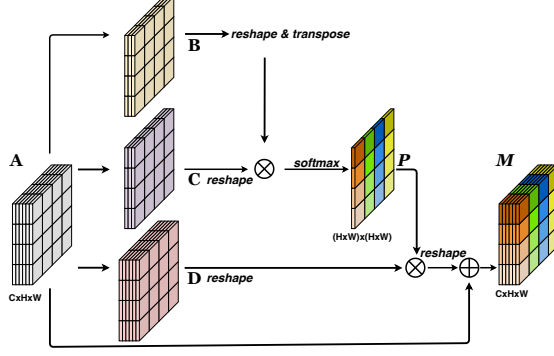 B
reshape & transpose
A
C
reshape
softmax
P
M
(HxW)x(HxW)
D
reshape
reshape
CxHxW
CxHxW